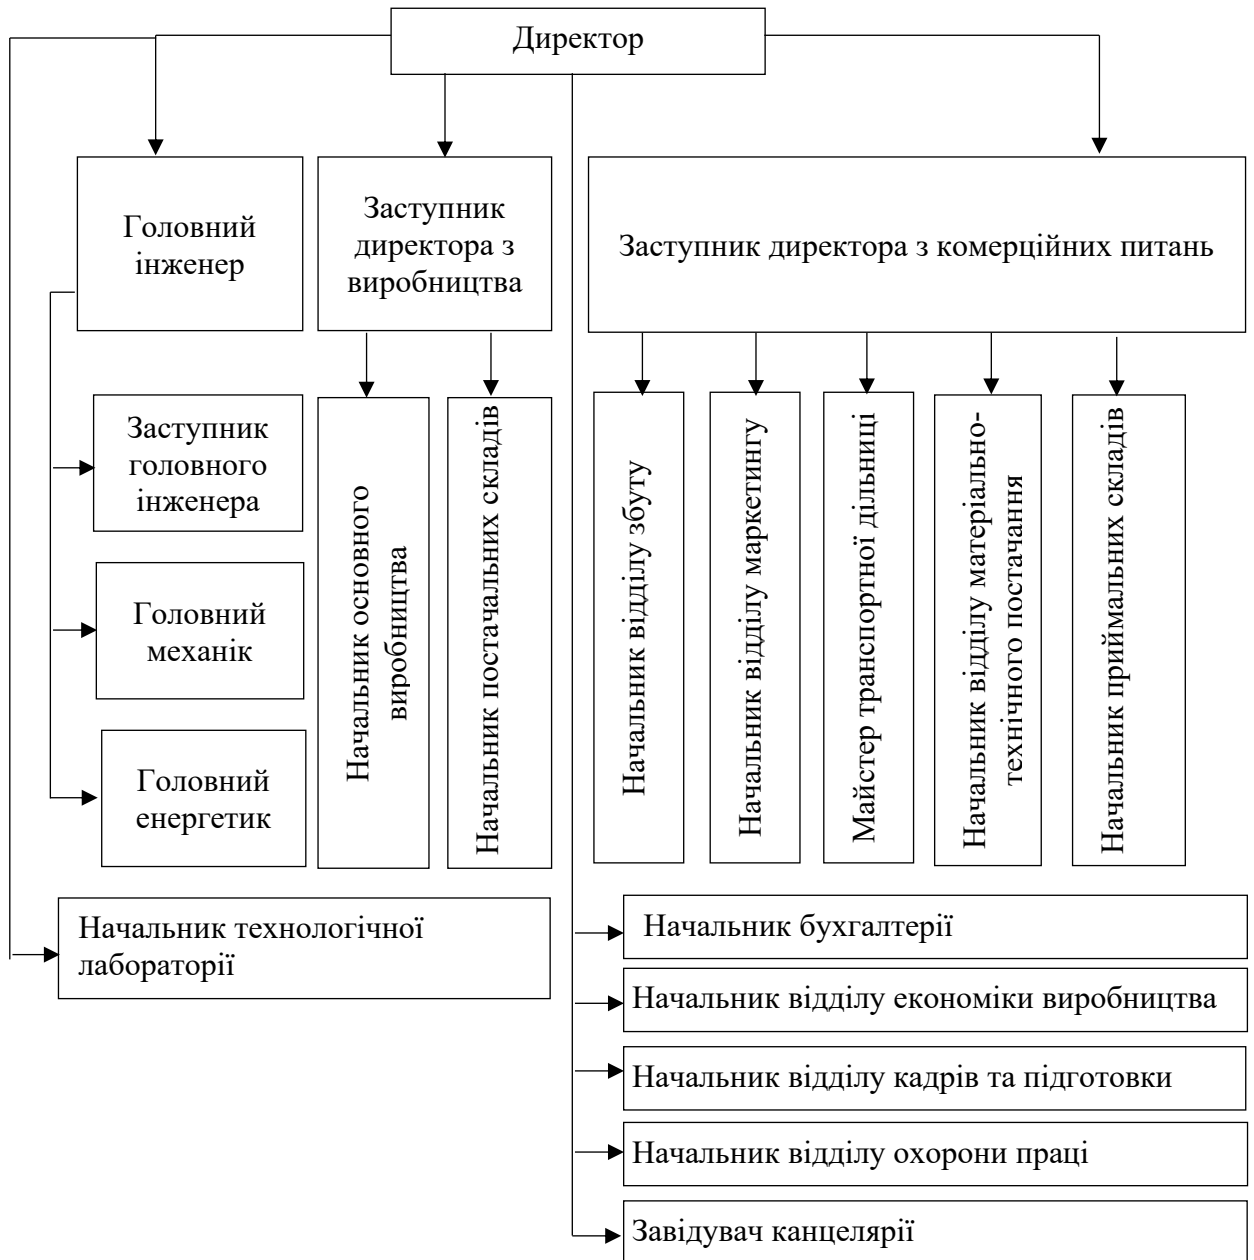 Директор
Головний
інженер
Заступник
директора з
виробництва
Заступник директора з комерційних питань
Заступник
головного
інженера
Головний
механік
Головний
енергетик
Начальник основного
виробництва
Начальник постачальних складів
Начальник відділу збуту
Начальник відділу маркетингу
Майстер транспортної дільниці
Начальник відділу матеріально-
технічного постачання
Начальник приймальних складів
Начальник технологічної
лабораторії
Начальник бухгалтерії
Начальник відділу економіки виробництва
Начальник відділу кадрів та підготовки
Начальник відділу охорони праці
Завідувач канцелярії